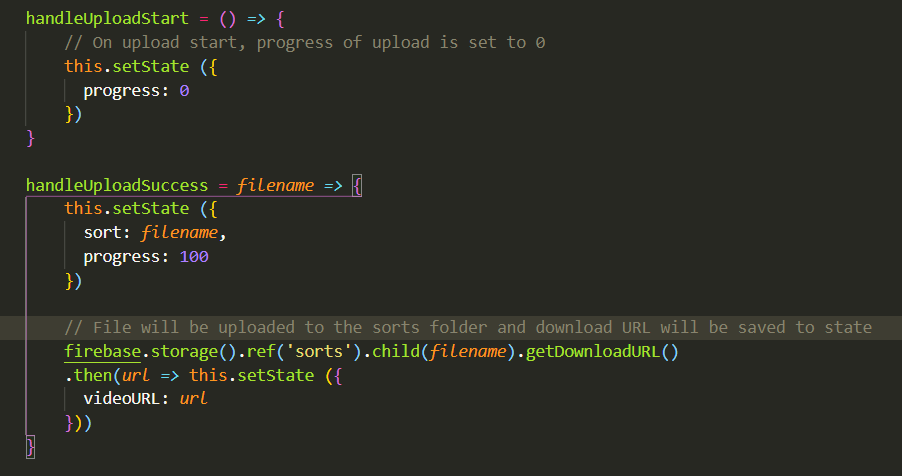 handleUploadStart = () => {
    // On upload start, progress of upload is set to 0
    this.setState ({
      progress: 0
    })
}
handleUploadSuccess = filename => {
    this.setState ({
      sort: filename,
      progress: 100
    })
    // File will be uploaded to the sorts folder and download URL will be saved to state
    firebase.storage().ref('sorts').child(filename).getDownloadURL()
    .then(url => this.setState ({
      videoURL: url
    }))
}